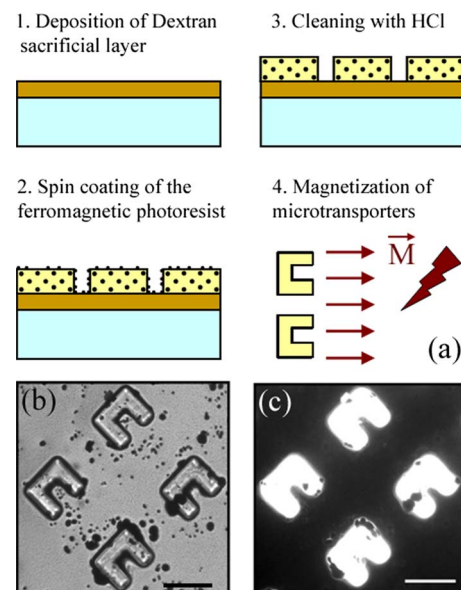 1. Deposition of Dextran
sacrificial layer
3. Cleaning with HCl
2. Spin coating of the
ferromagnetic photoresist
4. Magnetization of
microtransporters
M
(a)
(b)
(c)